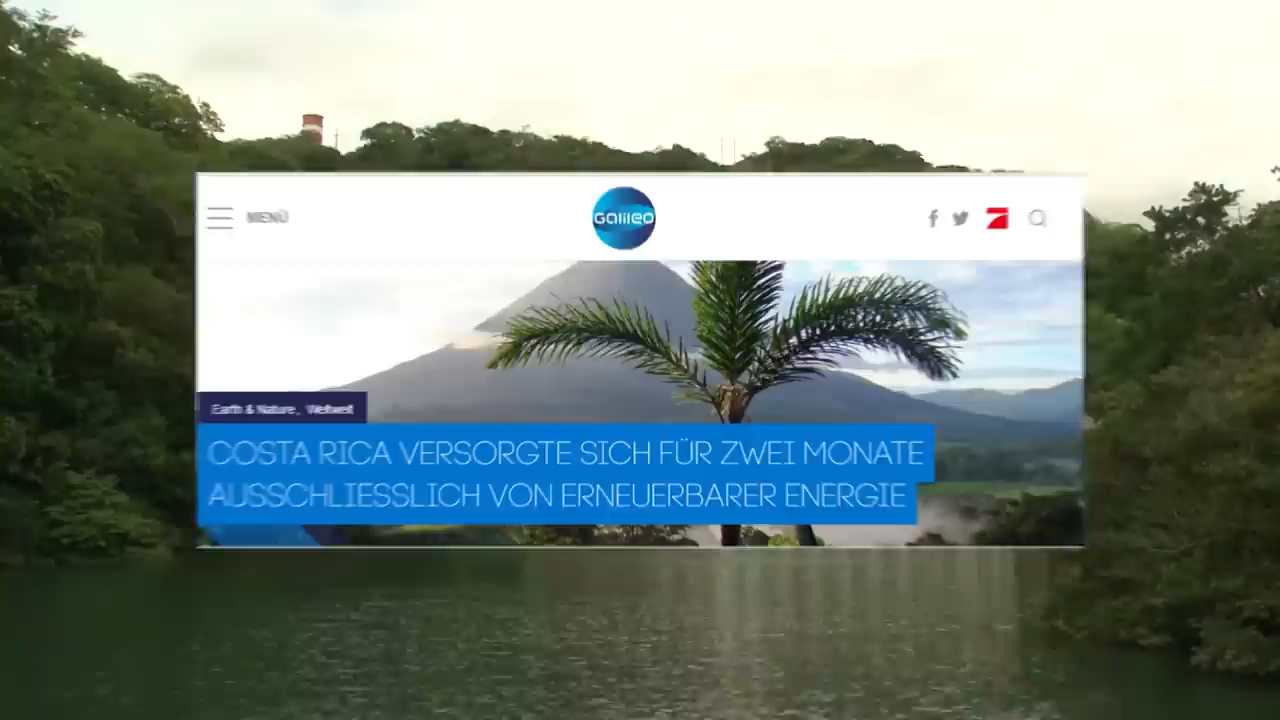 MENÜ
Galileo
Earth & Nature, Weltweit
COSTA RICA VERSORGTE SICH FÜR ZWEI MONATE
AUSSCHLIESSLICH VON ERNEUERBARER ENERGIE